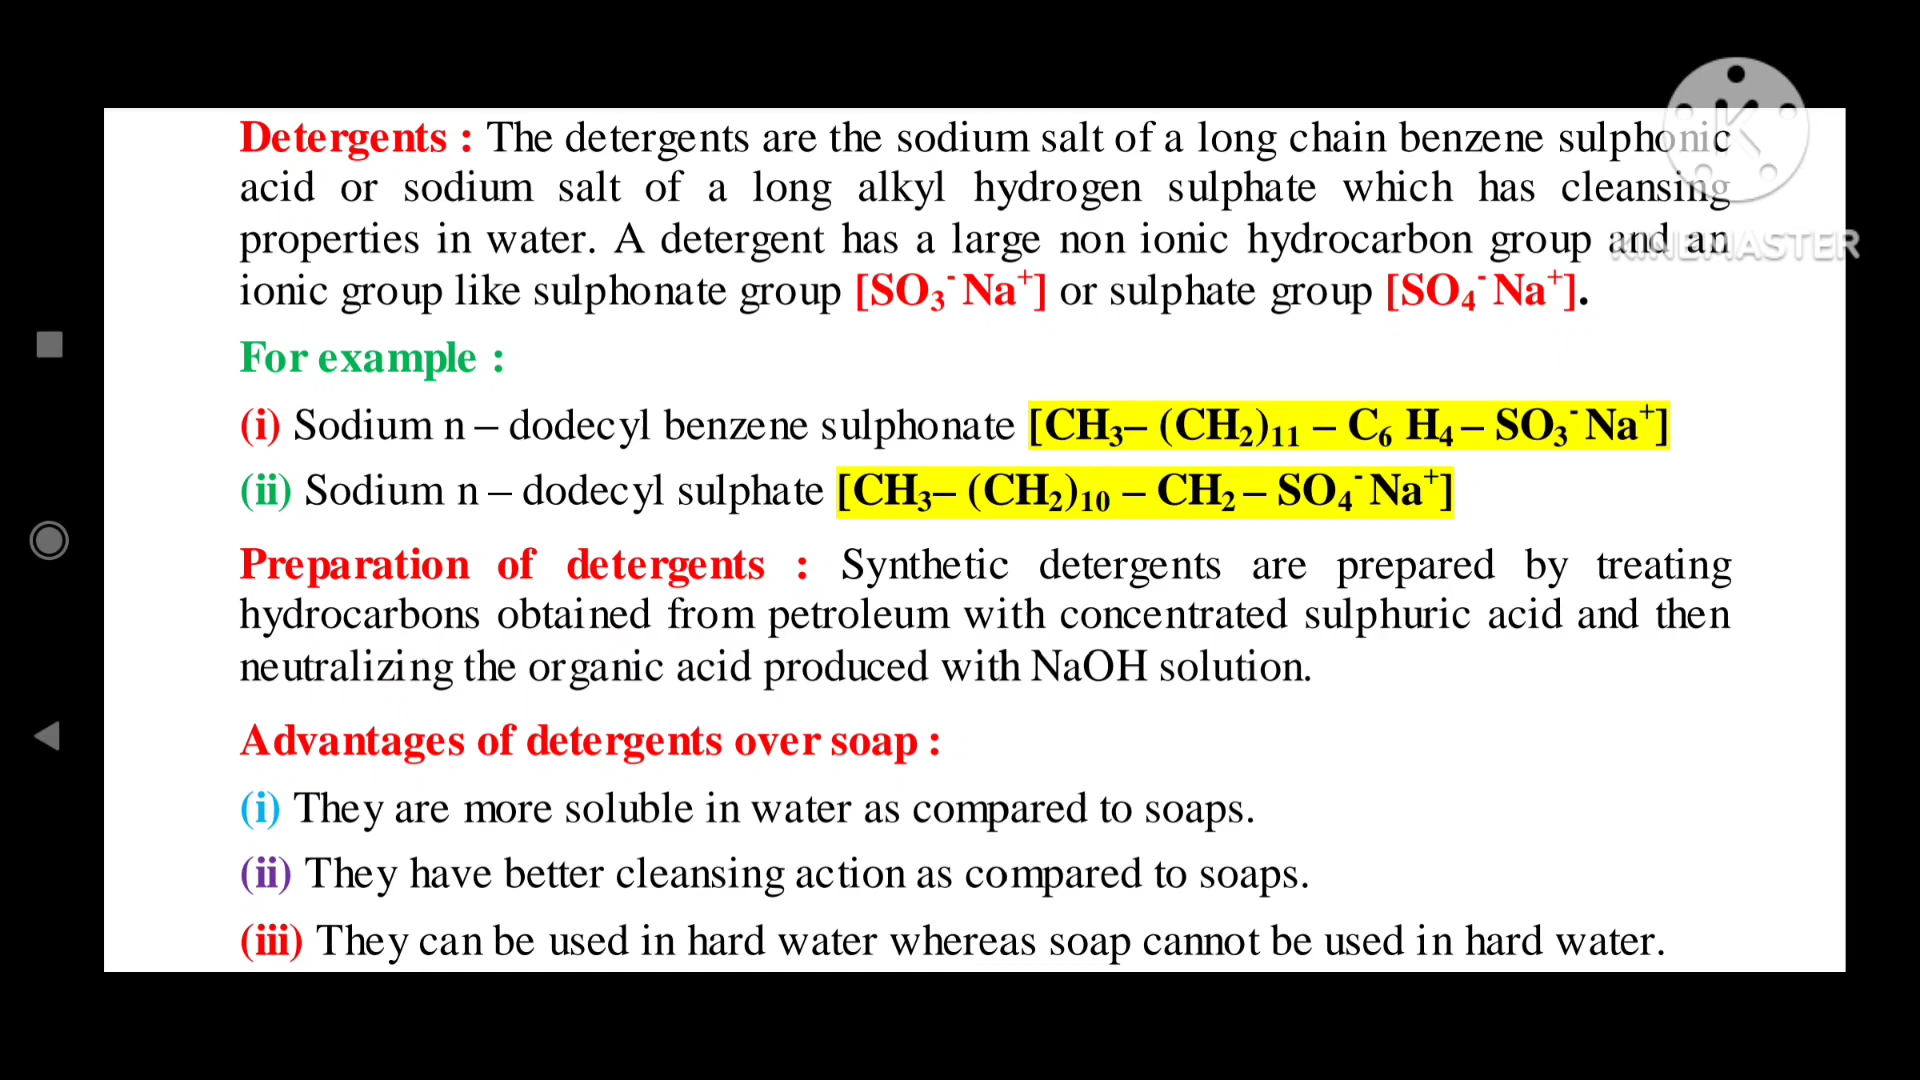 Detergents : The detergents are the sodium salt of a long chain benzene sulphonic
acid or sodium salt of a long alkyl hydrogen sulphate which has cleansing
properties in water. A detergent has a large non ionic hydrocarbon group and an
KINEMASTER
ionic group like sulphonate group [SO₃⁻Na⁺] or sulphate group [SO₄⁻Na⁺].
For example :
(i) Sodium n – dodecyl benzene sulphonate [CH₃– (CH₂)₁₁ – C₆ H₄ – SO₃⁻Na⁺]
(ii) Sodium n – dodecyl sulphate [CH₃– (CH₂)₁₀ – CH₂ – SO₄⁻Na⁺]
Preparation of detergents : Synthetic detergents are prepared by treating
hydrocarbons obtained from petroleum with concentrated sulphuric acid and then
neutralizing the organic acid produced with NaOH solution.
Advantages of detergents over soap :
(i) They are more soluble in water as compared to soaps.
(ii) They have better cleansing action as compared to soaps.
(iii) They can be used in hard water whereas soap cannot be used in hard water.